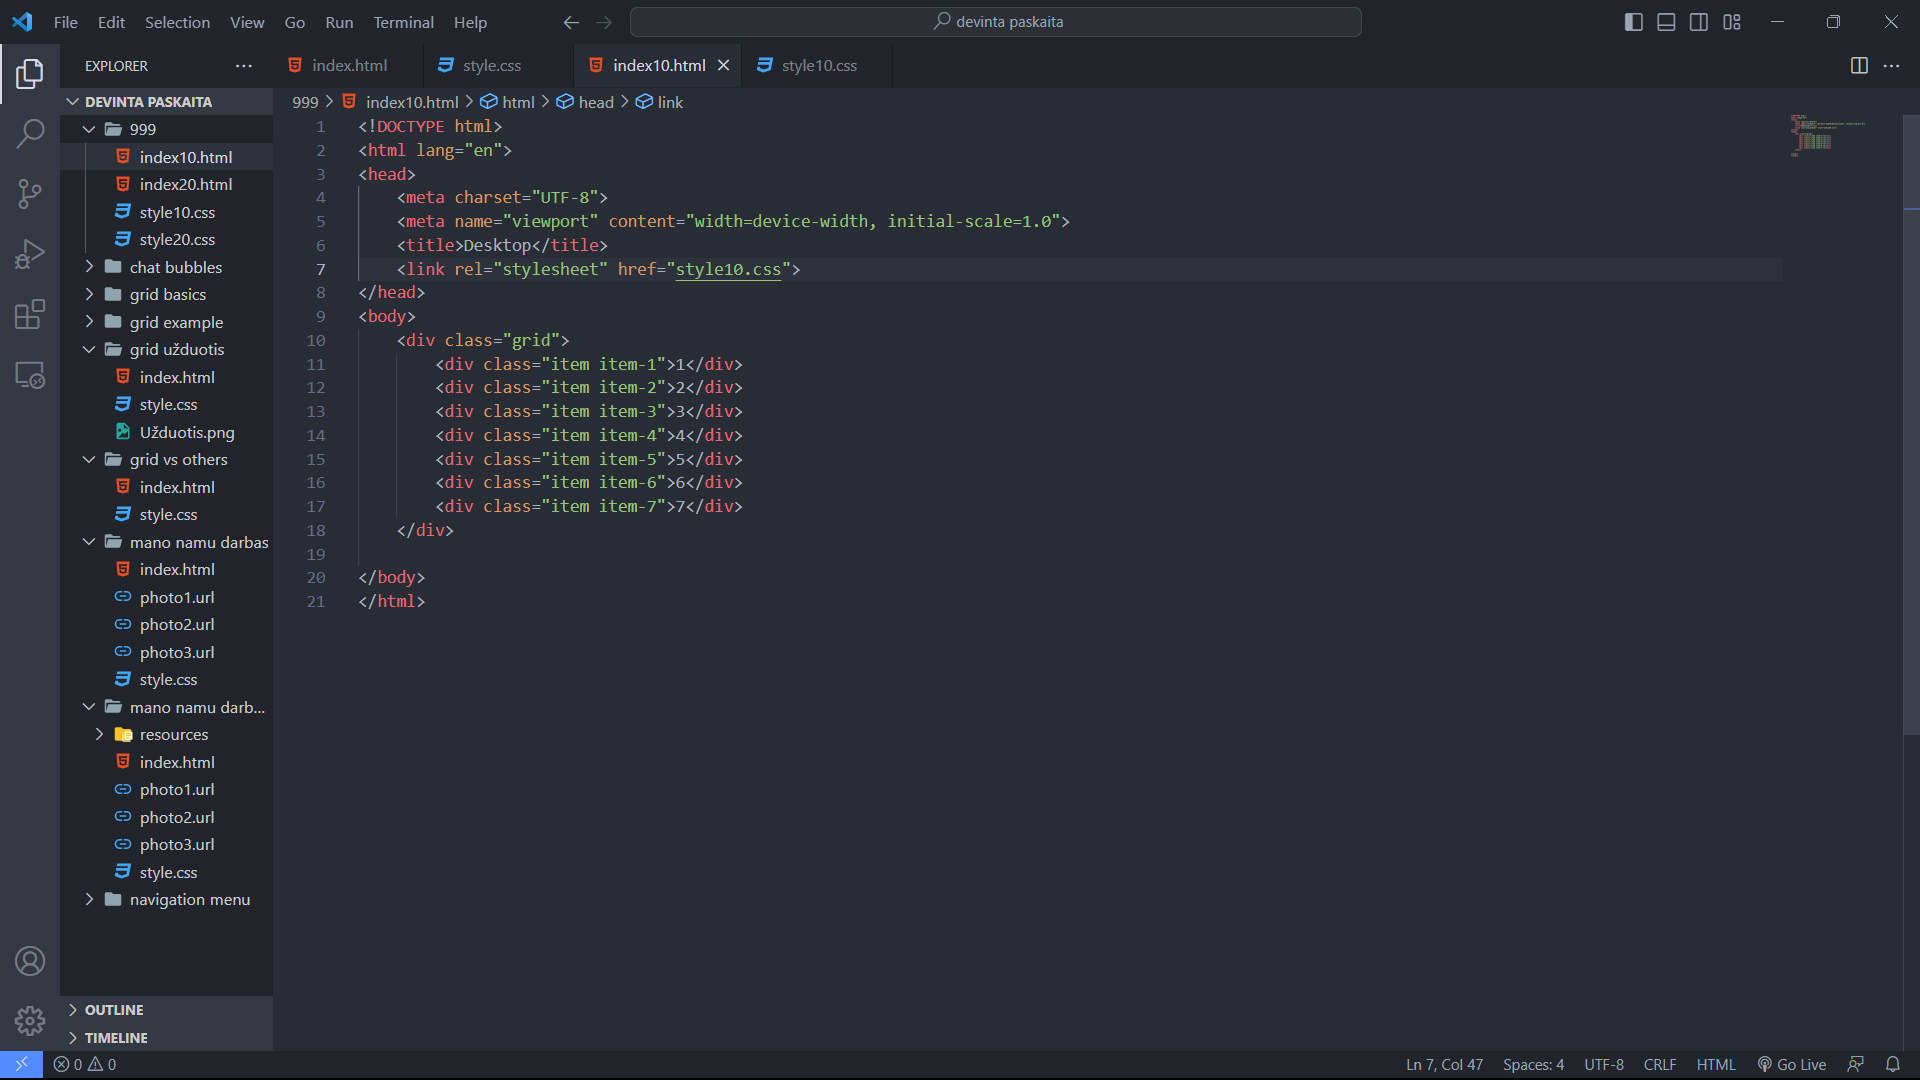 File Edit Selection View Go Run Terminal Help
devinta paskaita
EXPLORER
index.html
style.css
index10.html
style10.css
DEVINTA PASKAITA
999
index10.html
index20.html
style10.css
style20.css
chat bubbles
grid basics
grid example
grid užduotis
index.html
style.css
Užduotis.png
grid vs others
index.html
style.css
mano namu darbas
index.html
photo1.url
photo2.url
photo3.url
style.css
mano namu darb...
resources
index.html
photo1.url
photo2.url
photo3.url
style.css
navigation menu
OUTLINE
TIMELINE
999 > index10.html > html > head > link
1 <!DOCTYPE html>
2 <html lang="en">
3 <head>
4 <meta charset="UTF-8">
5 <meta name="viewport" content="width=device-width, initial-scale=1.0">
6 <title>Desktop</title>
7 <link rel="stylesheet" href="style10.css">
8 </head>
9 <body>
10 <div class="grid">
11 <div class="item item-1">1</div>
12 <div class="item item-2">2</div>
13 <div class="item item-3">3</div>
14 <div class="item item-4">4</div>
15 <div class="item item-5">5</div>
16 <div class="item item-6">6</div>
17 <div class="item item-7">7</div>
18 </div>
19
20 </body>
21 </html>
0 0
Ln 7, Col 47 Spaces: 4 UTF-8 CRLF HTML Go Live